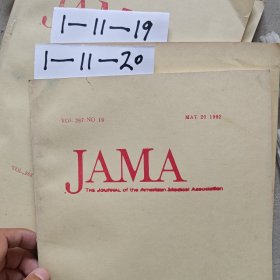 JAMA
1-11-19
1-11-20
VOL 267 NO 19 MAY. 20 1992
JAMA
The Journal of the American Medical Association